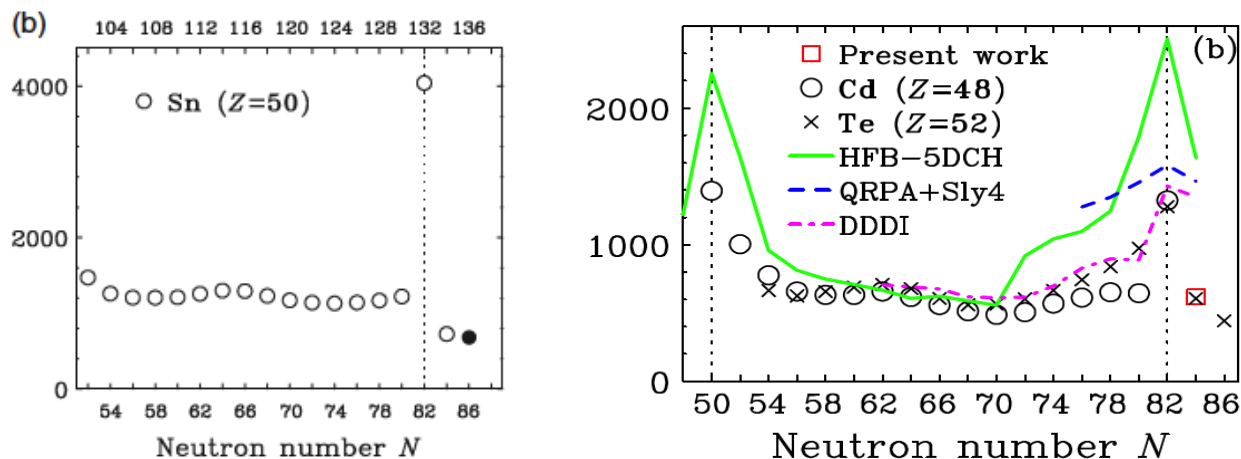 (b)
104 108 112 116 120 124 128 132 136
4000
Sn (Z=50)
2000
0
54 58 62 66 70 74 78 82 86
Neutron number N
(b)
Present work
Cd (Z=48)
2000
Te (Z=52)
HFB-5DCH
QRPA+Sly4
DDDI
1000
0
50 54 58 62 66 70 74 78 82 86
Neutron number N